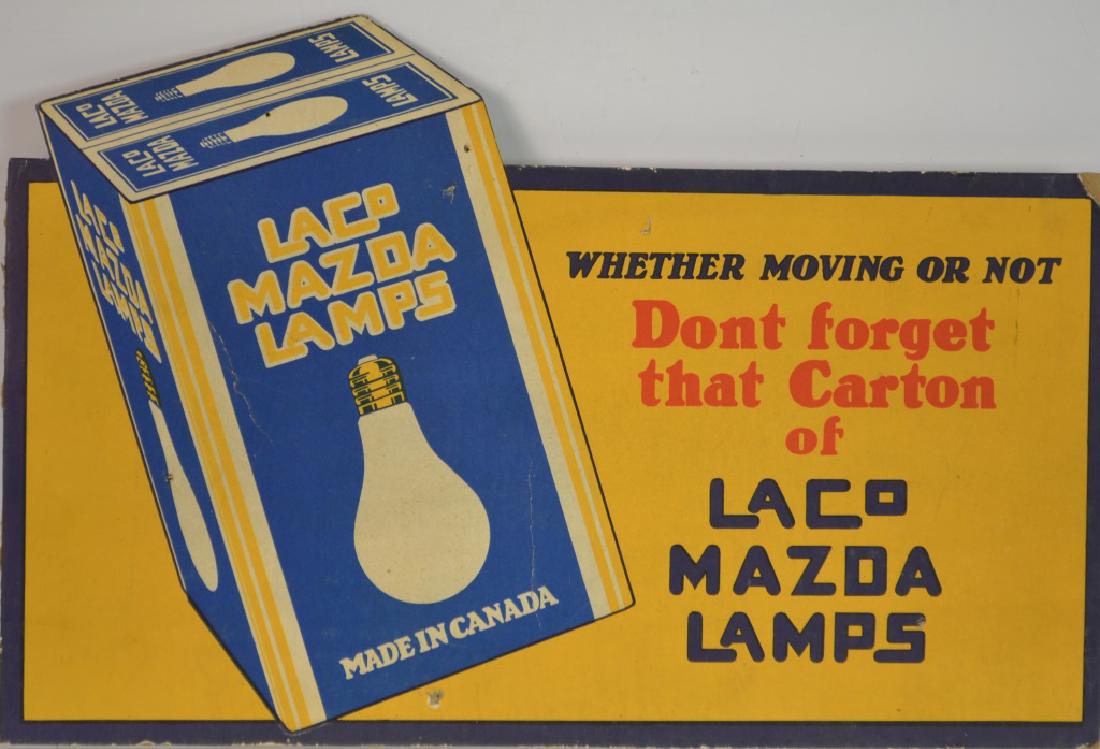 LACO
MAZDA
LAMPS
LACO
MAZDA
LAMPS
LACO
MAZDA
LAMPS
LACO
MAZDA
LAMPS
MADE IN CANADA
WHETHER MOVING OR NOT
Dont forget
that Carton
of
LACO
MAZDA
LAMPS